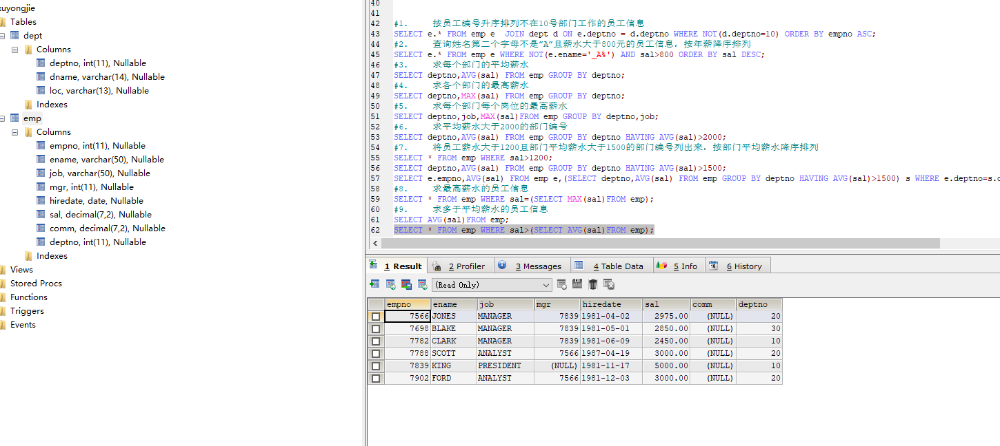 xuyongjie
Tables
dept
Columns
deptno, int(11), Nullable
dname, varchar(14), Nullable
loc, varchar(13), Nullable
Indexes
emp
Columns
empno, int(11), Nullable
ename, varchar(50), Nullable
job, varchar(50), Nullable
mgr, int(11), Nullable
hiredate, date, Nullable
sal, decimal(7,2), Nullable
comm, decimal(7,2), Nullable
deptno, int(11), Nullable
Indexes
Views
Stored Procs
Functions
Triggers
Events
40
41
42 #1. 按员工编号升序排列不在10号部门工作的员工信息
43 SELECT e.* FROM emp e JOIN dept d ON e.deptno = d.deptno WHERE NOT(d.deptno=10) ORDER BY empno ASC;
44 #2. 查询姓名第二个字母不是”A”且薪水大于800元的员工信息，按年薪降序排列
45 SELECT e.* FROM emp e WHERE NOT(e.ename='_A%') AND sal>800 ORDER BY sal DESC;
46 #3. 求每个部门的平均薪水
47 SELECT deptno,AVG(sal) FROM emp GROUP BY deptno;
48 #4. 求各个部门的最高薪水
49 SELECT deptno,MAX(sal) FROM emp GROUP BY deptno;
50 #5. 求每个部门每个岗位的最高薪水
51 SELECT deptno,job,MAX(sal)FROM emp GROUP BY deptno,job;
52 #6. 求平均薪水大于2000的部门编号
53 SELECT deptno,AVG(sal) FROM emp GROUP BY deptno HAVING AVG(sal)>2000;
54 #7. 将员工薪水大于1200且部门平均薪水大于1500的部门编号列出来，按部门平均薪水降序排列
55 SELECT * FROM emp WHERE sal>1200;
56 SELECT deptno,AVG(sal) FROM emp GROUP BY deptno HAVING AVG(sal)>1500;
57 SELECT e.empno,AVG(sal) FROM emp e,(SELECT deptno,AVG(sal) FROM emp GROUP BY deptno HAVING AVG(sal)>1500) s WHERE e.deptno=s.
58 #8. 求最高薪水的员工信息
59 SELECT * FROM emp WHERE sal=(SELECT MAX(sal)FROM emp);
60 #9. 求多于平均薪水的员工信息
61 SELECT AVG(sal)FROM emp;
62 SELECT * FROM emp WHERE sal>(SELECT AVG(sal)FROM emp);
1 Result 2 Profiler 3 Messages 4 Table Data 5 Info 18 6 History
(Read Only)
empno ename job mgr hiredate sal comm deptno
7566 JONES MANAGER 7839 1981-04-02 2975.00 (NULL) 20
7698 BLAKE MANAGER 7839 1981-05-01 2850.00 (NULL) 30
7782 CLARK MANAGER 7839 1981-06-09 2450.00 (NULL) 10
7788 SCOTT ANALYST 7566 1987-04-19 3000.00 (NULL) 20
7839 KING PRESIDENT (NULL) 1981-11-17 5000.00 (NULL) 10
7902 FORD ANALYST 7566 1981-12-03 3000.00 (NULL) 20